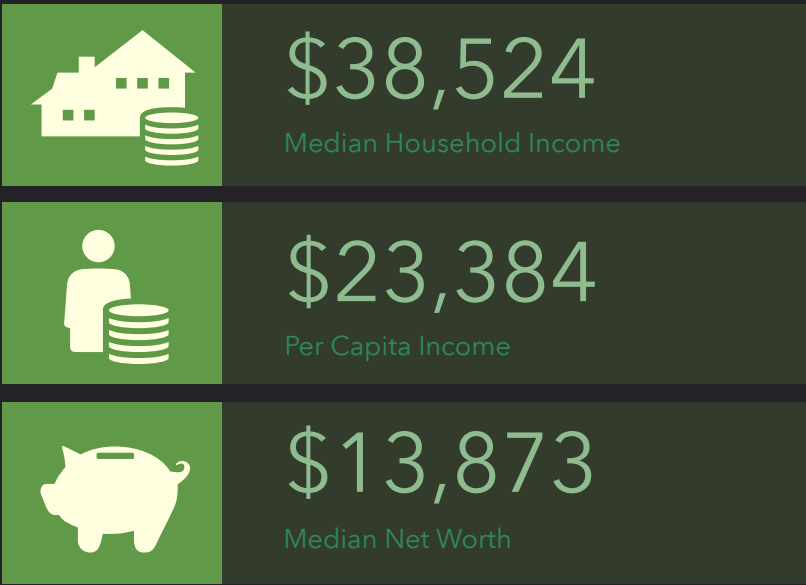 $38,524
Median Household Income
$23,384
Per Capita Income
$13,873
Median Net Worth